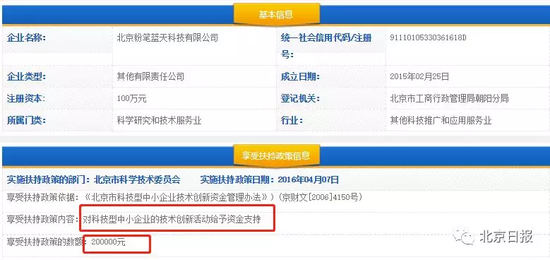 基本信息
企业名称: 北京粉笔蓝天科技有限公司 统一社会信用代码/注册号: 91110105330361618D
企业类型: 其他有限责任公司 成立日期: 2015年02月25日
注册资本: 100万元 登记机关: 北京市工商行政管理局朝阳分局
所属门类: 科学研究和技术服务业 行业: 其他科技推广和应用服务业
享受扶持政策信息
实施扶持政策的部门：北京市科学技术委员会 实施扶持政策日期：2016年04月07日
享受扶持政策依据：《北京市科技型中小企业技术创新资金管理办法》）(京财文[2006]4150号)
享受扶持政策内容：对科技型中小企业的技术创新活动给予资金支持
享受扶持政策的数额：200000元
北京日报